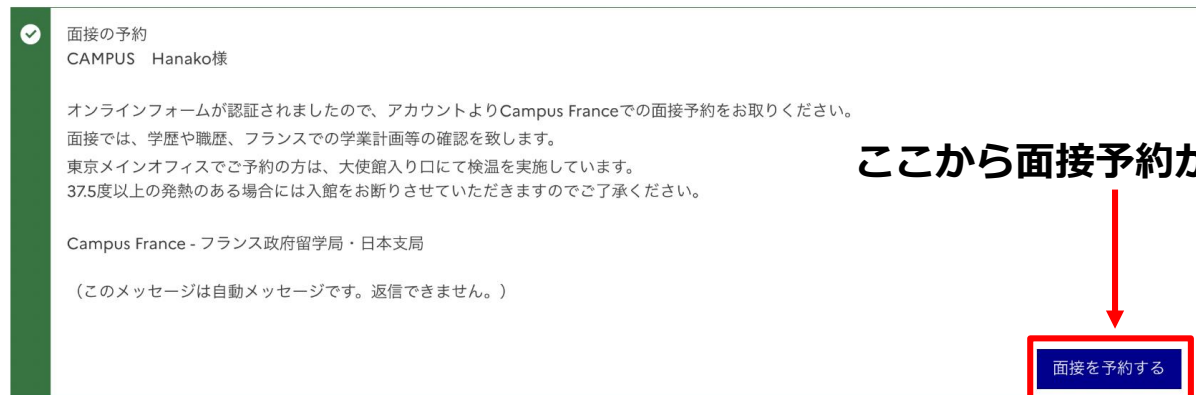 面接の予約
CAMPUS　Hanako様
オンラインフォームが認証されましたので、アカウントよりCampus Franceでの面接予約をお取りください。
面接では、学歴や職歴、フランスでの学業計画等の確認を致します。
東京メインオフィスでご予約の方は、大使館入り口にて検温を実施しています。
37.5度以上の発熱のある場合には入館をお断りさせていただきますのでご了承ください。
ここから面接予約が
Campus France - フランス政府留学局・日本支局
（このメッセージは自動メッセージです。返信できません。）
面接を予約する